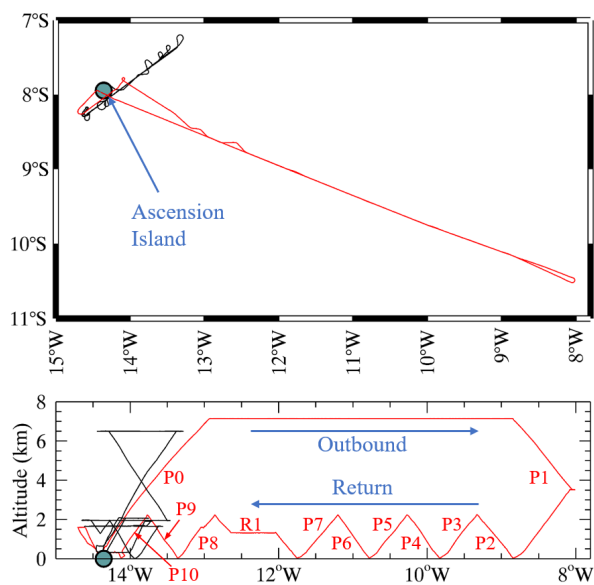 7°S
8°S
9°S
10°S
11°S
Ascension
Island
15°W
14°W
13°W
12°W
11°W
10°W
9°W
8°W
Altitude (km)
8
6
4
2
0
Outbound
Return
P0
P1
P9
R1
P7
P5
P3
P8
P6
P4
P2
P10
14°W
12°W
10°W
8°W